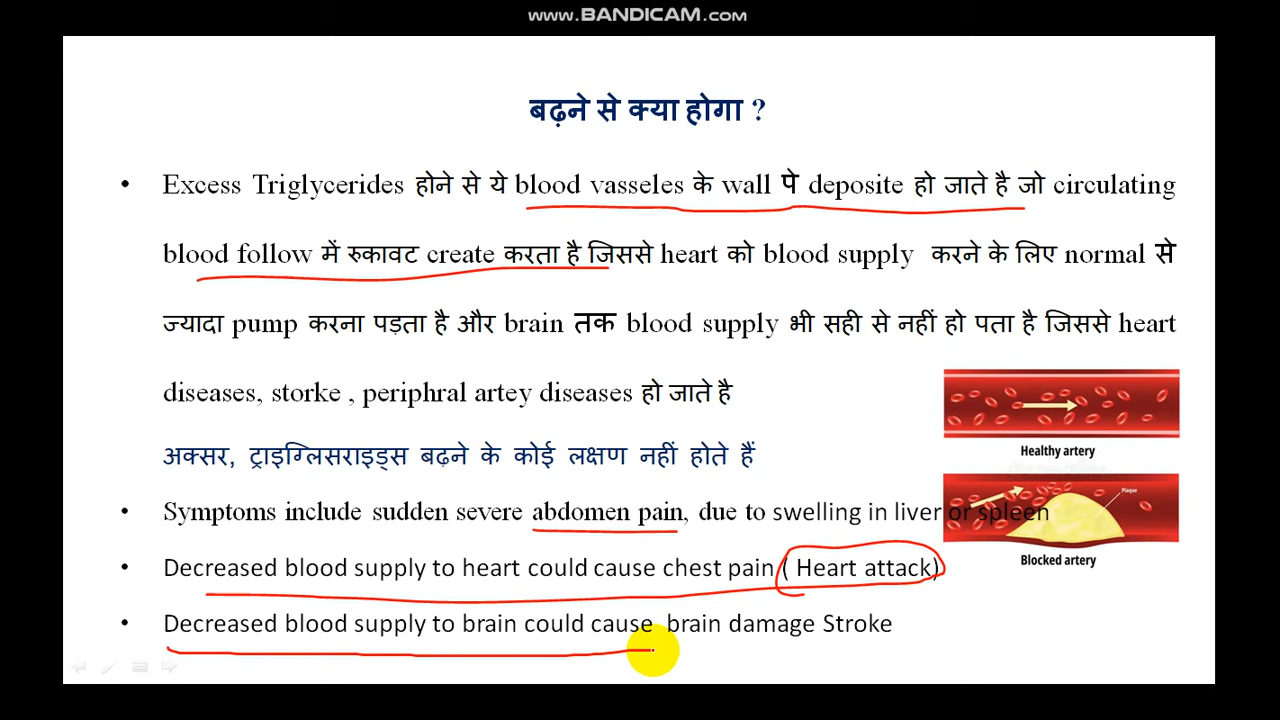 www.BANDICAM.com
बढ़ने से क्या होगा ?
• Excess Triglycerides होने से ये blood vasseles के wall पे deposite हो जाते है जो circulating
blood follow में रुकावट create करता है जिससे heart को blood supply करने के लिए normal से
ज्यादा pump करना पड़ता है और brain तक blood supply भी सही से नहीं हो पता है जिससे heart
diseases, storke , periphral artey diseases हो जाते है
Healthy artery
अक्सर, ट्राइग्लिसराइड्स बढ़ने के कोई लक्षण नहीं होते हैं
Plaque
• Symptoms include sudden severe abdomen pain, due to swelling in liver or spleen
Blocked artery
• Decreased blood supply to heart could cause chest pain ( Heart attack)
• Decreased blood supply to brain could cause brain damage Stroke